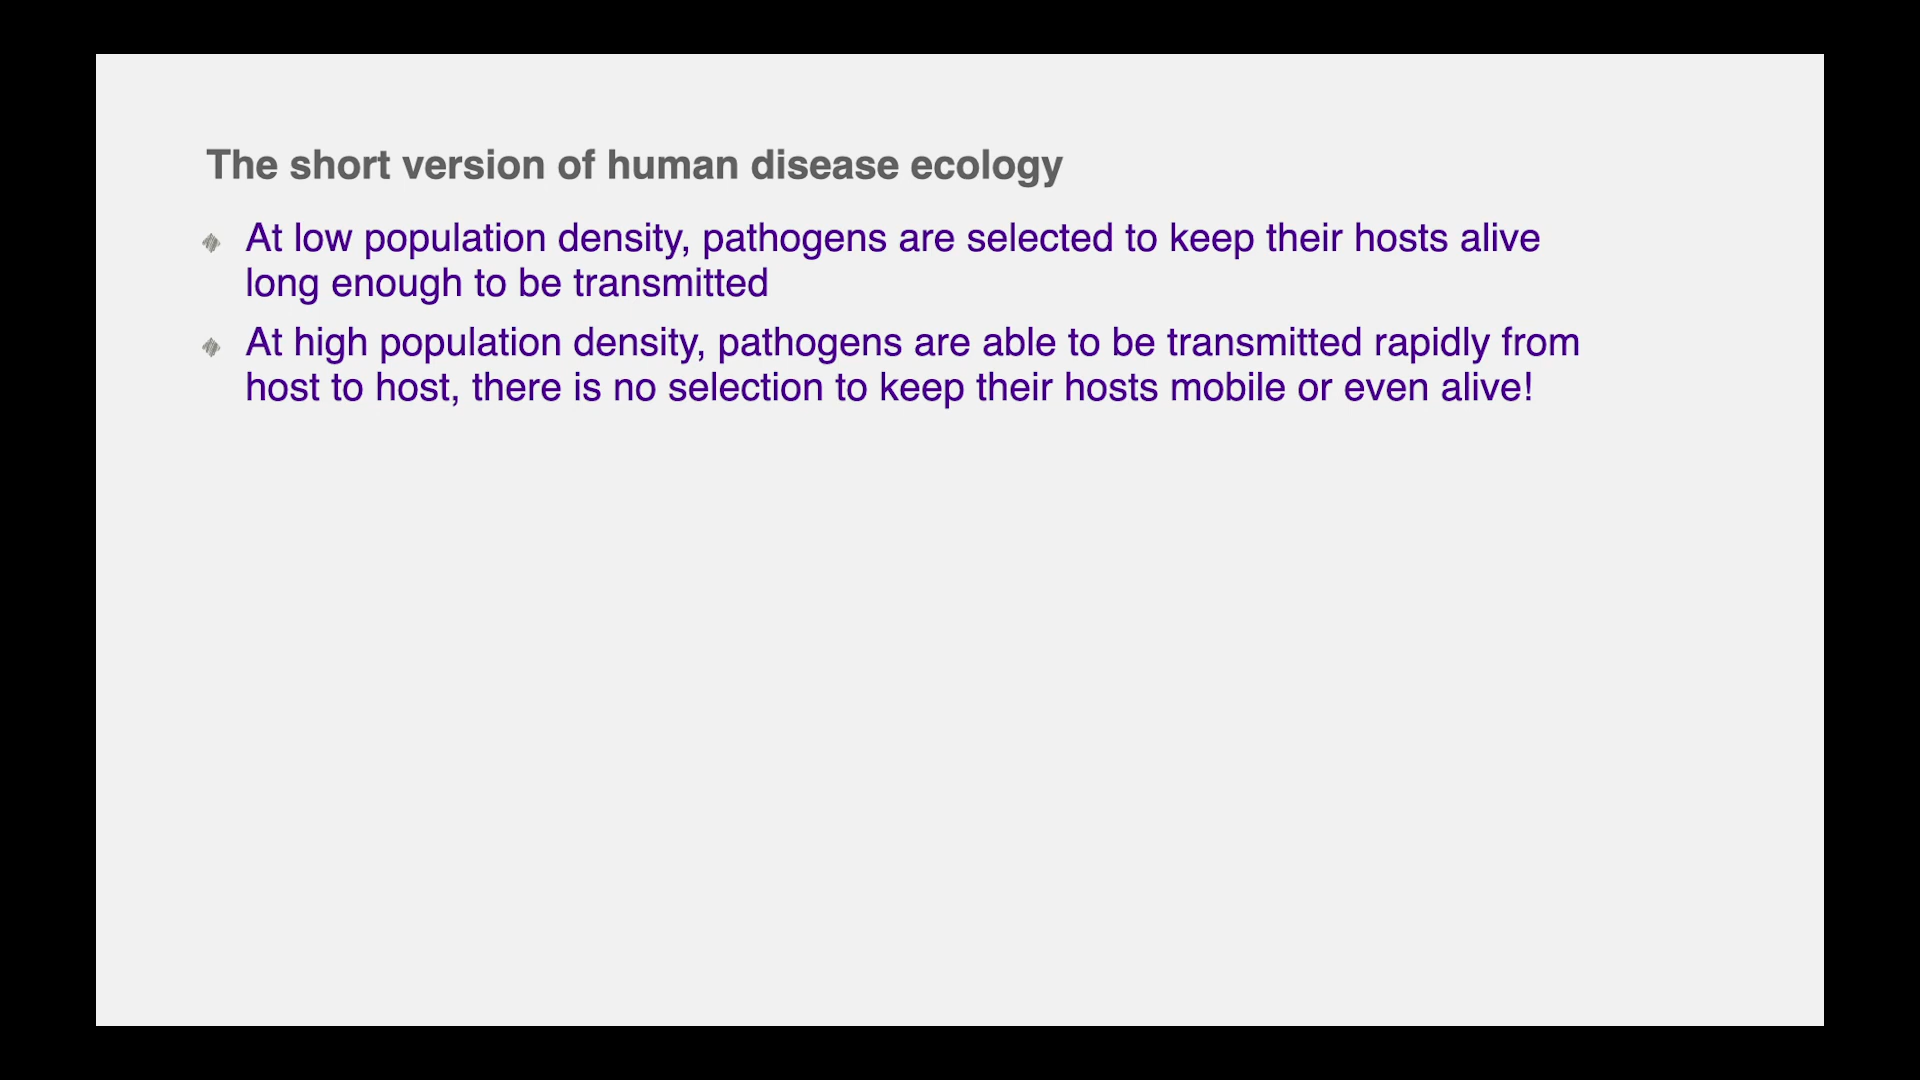 The short version of human disease ecology
At low population density, pathogens are selected to keep their hosts alive
long enough to be transmitted
At high population density, pathogens are able to be transmitted rapidly from
host to host, there is no selection to keep their hosts mobile or even alive!